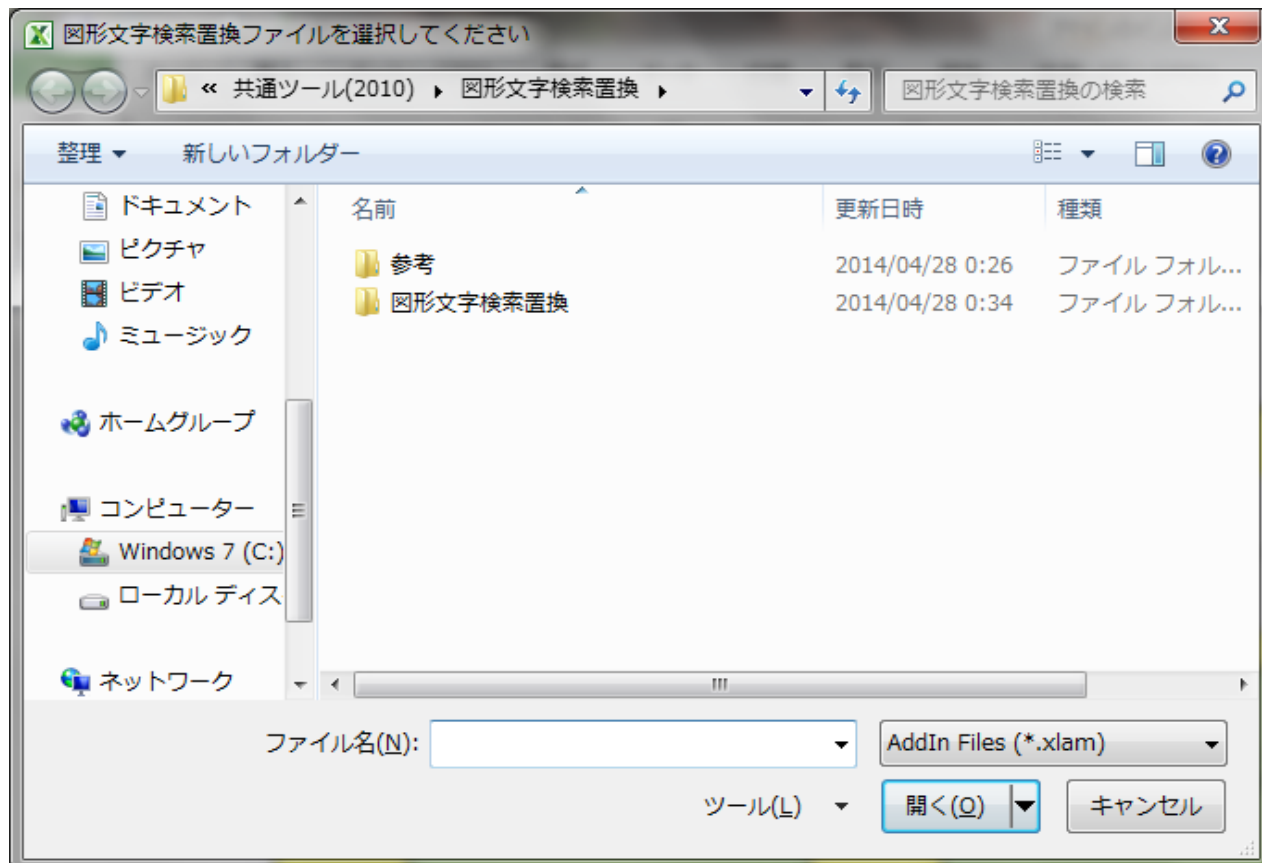 図形文字検索置換ファイルを選択してください
« 共通ツール(2010) ▸ 図形文字検索置換 ▸
図形文字検索置換の検索
整理 ▼ 新しいフォルダー
ドキュメント
ピクチャ
ビデオ
ミュージック
ホームグループ
コンピューター
Windows 7 (C:)
ローカル ディス
ネットワーク
名前 更新日時 種類
参考 2014/04/28 0:26 ファイル フォル...
図形文字検索置換 2014/04/28 0:34 ファイル フォル...
ファイル名(N):
AddIn Files (*.xlam)
ツール(L) ▼ 開く(O) ▼ キャンセル